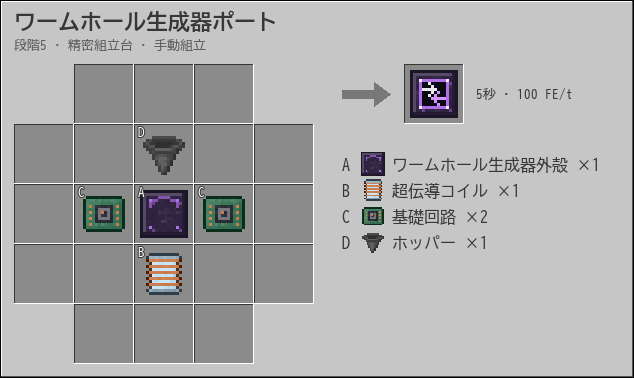 ワームホール生成器ポート
段階5 · 精密組立台 · 手動組立
5秒 · 100 FE/t
D
C
A
C
B
A ワームホール生成器外殻 ×1
B 超伝導コイル ×1
C 基礎回路 ×2
D ホッパー ×1